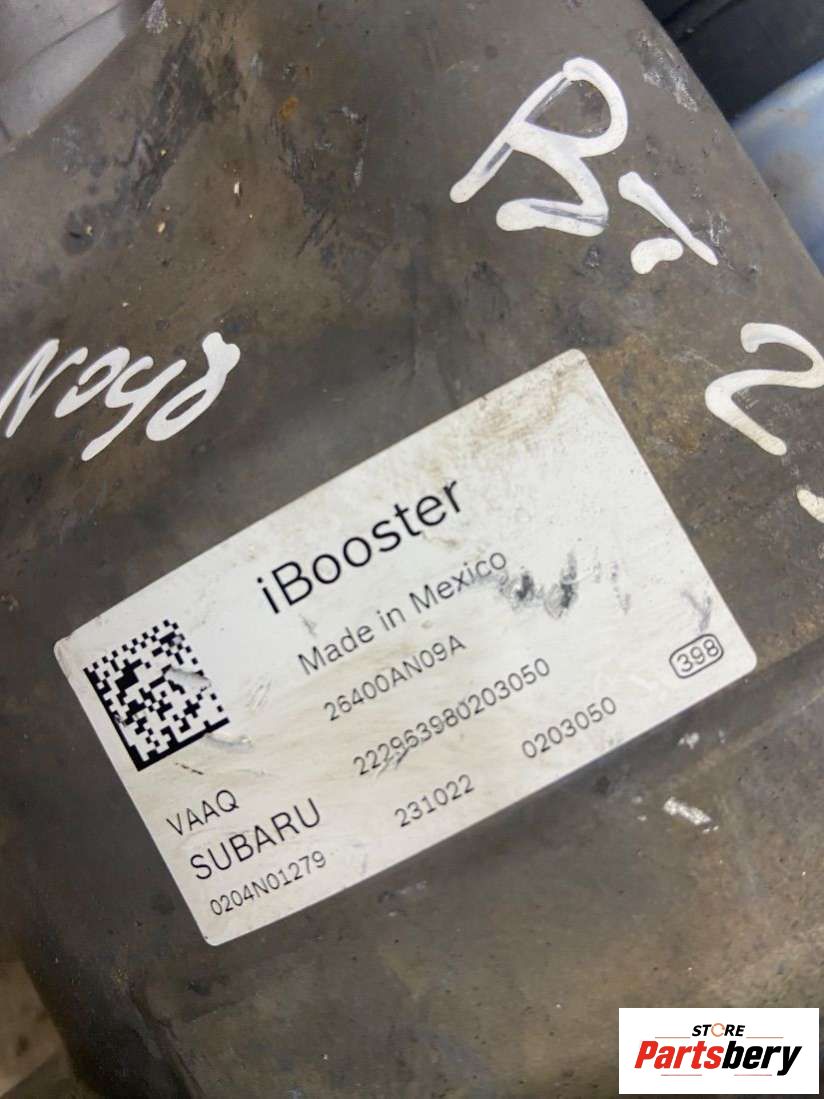 iBooster
Made in Mexico
26400AN09A
222963980203050
398
VAAQ
SUBARU
231022
0203050
0204N01279
STORE
Partsbery